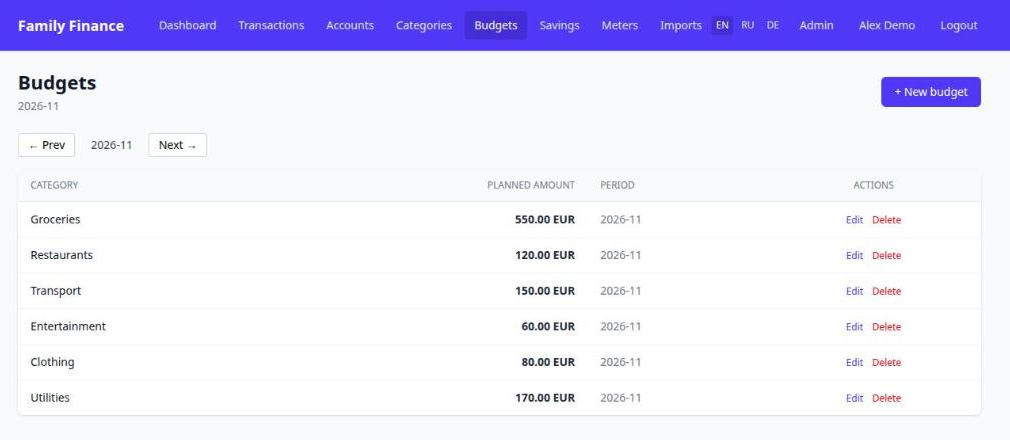 Family Finance Dashboard Transactions Accounts Categories Budgets Savings Meters Imports EN RU DE Admin Alex Demo Logout
Budgets
+ New budget
2026-11
← Prev 2026-11 Next →
CATEGORY PLANNED AMOUNT PERIOD ACTIONS
Groceries 550.00 EUR 2026-11 Edit Delete
Restaurants 120.00 EUR 2026-11 Edit Delete
Transport 150.00 EUR 2026-11 Edit Delete
Entertainment 60.00 EUR 2026-11 Edit Delete
Clothing 80.00 EUR 2026-11 Edit Delete
Utilities 170.00 EUR 2026-11 Edit Delete